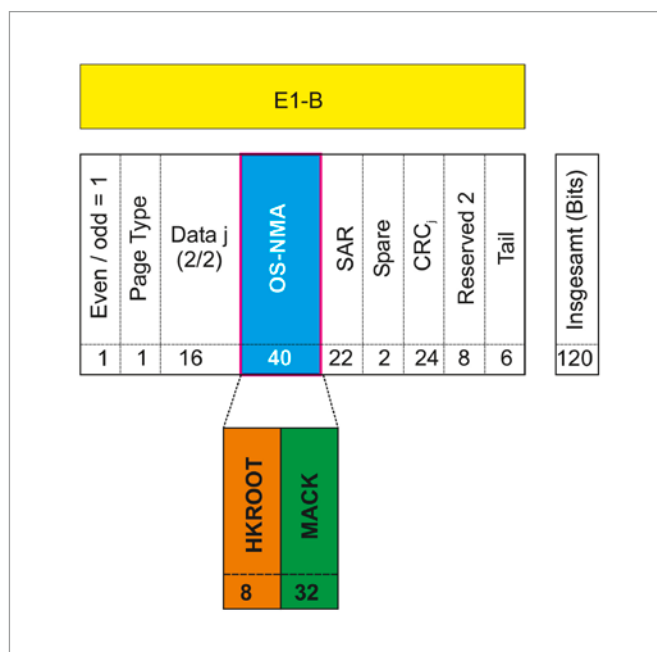 E1-B
Even / odd = 1
Page Type
Data j
(2/2)
OS-NMA
SAR
Spare
CRCj
Reserved 2
Tail
Insgesamt (Bits)
1
1
16
40
22
2
24
8
6
120
HKROOT
MACK
8
32